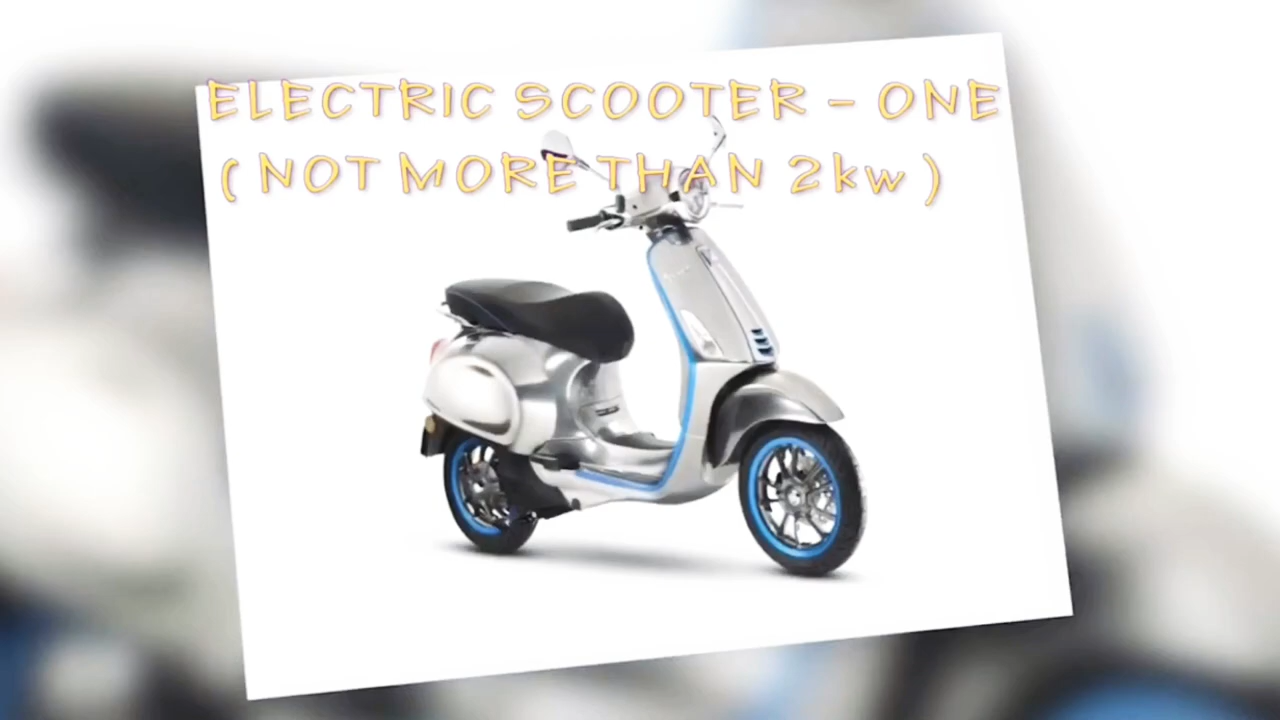 ELECTRIC SCOOTER - ONE
( NOT MORE THAN 2kw )